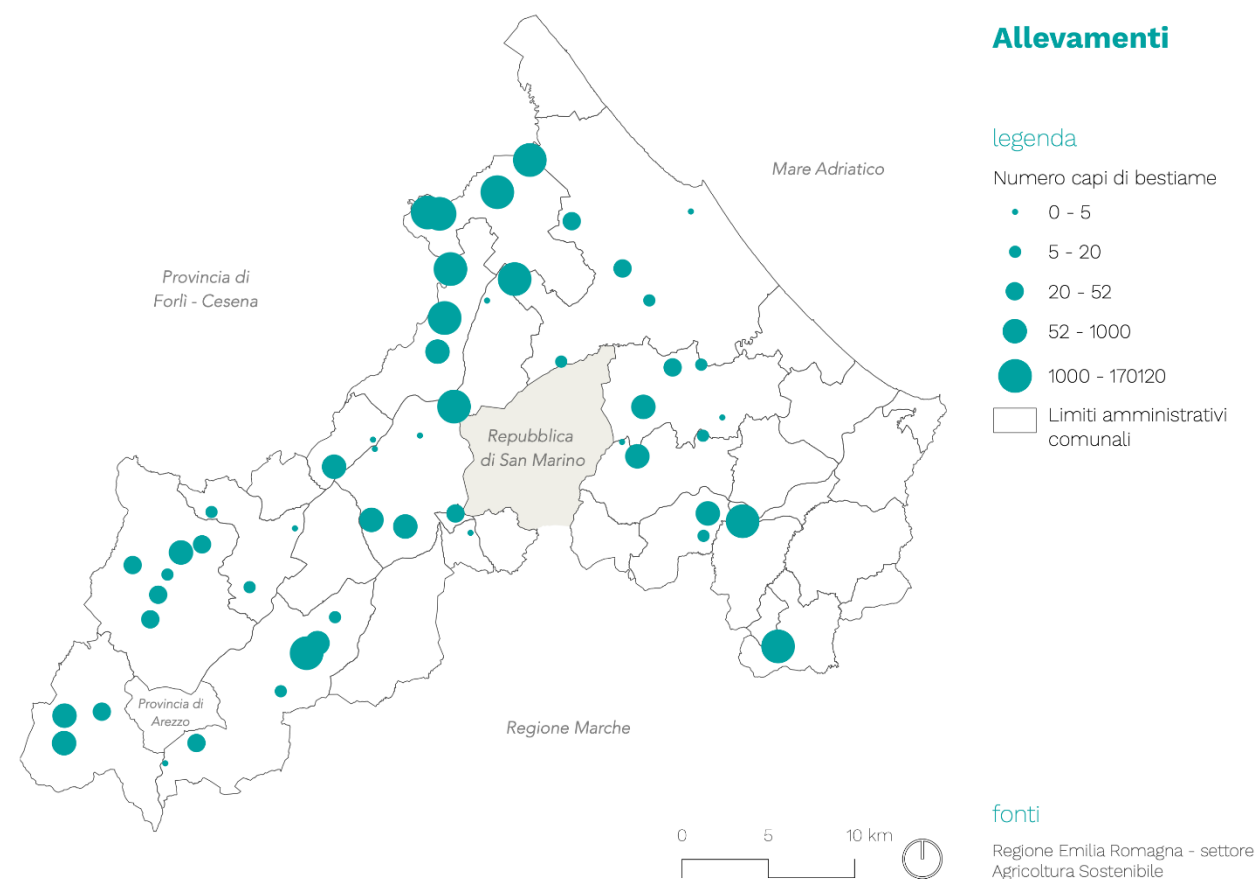 Allevamenti
legenda
Numero capi di bestiame
0 - 5
5 - 20
20 - 52
52 - 1000
1000 - 170120
Limiti amministrativi
comunali
Mare Adriatico
Provincia di
Forlì - Cesena
Repubblica
di San Marino
Provincia di
Arezzo
Regione Marche
0 5 10 km
fonti
Regione Emilia Romagna - settore
Agricoltura Sostenibile